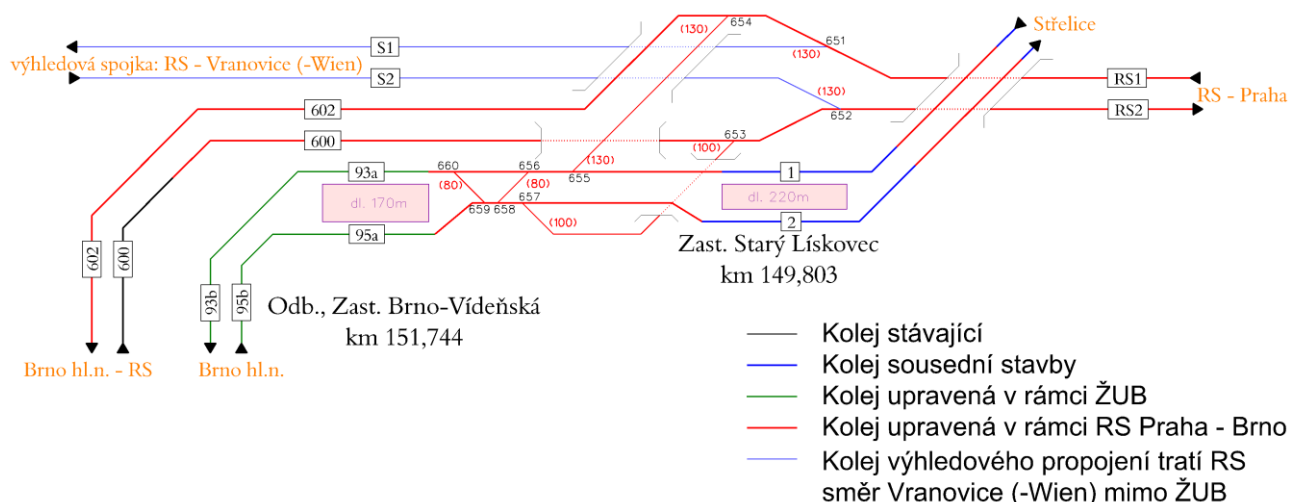 654
(130)
Střelice
S1
651
(130)
výhledová spojka: RS - Vranovice (-Wien)
S2
(130)
RS1
RS - Praha
602
652
RS2
600
653
(100)
93a
660
656
(130)
1
(80)
(80)
655
dl. 170m
659
658
657
dl. 220m
95a
(100)
2
Zast. Starý Lískovec
km 149,803
602
600
93b
95b
Odb., Zast. Brno-Vídeňská
km 151,744
Brno hl.n. - RS
Brno hl.n.
Kolej stávající
Kolej sousední stavby
Kolej upravená v rámci ŽUB
Kolej upravená v rámci RS Praha - Brno
Kolej výhledového propojení tratí RS
směr Vranovice (-Wien) mimo ŽUB